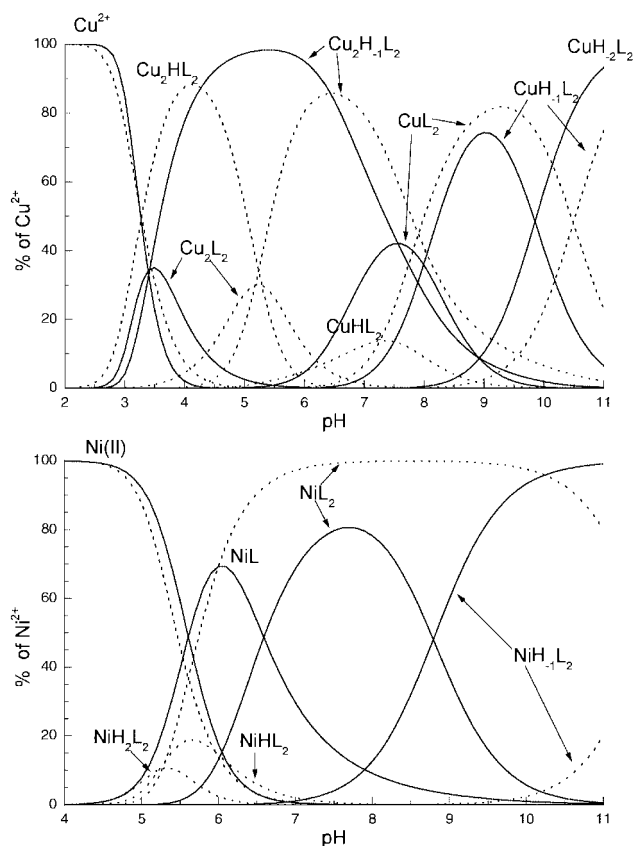 Cu²⁺
100
80
60
40
20
0
% of Cu²⁺
Cu₂HL₂
Cu₂H₋₁L₂
CuH₋₂L₂
CuH₋₁L₂
CuL₂
Cu₂L₂
CuHL₂
2 3 4 5 6 7 8 9 10 11
pH
Ni(II)
100
80
60
40
20
0
% of Ni²⁺
NiL₂
NiL
NiH₋₁L₂
NiH₂L₂
NiHL₂
4 5 6 7 8 9 10 11
pH